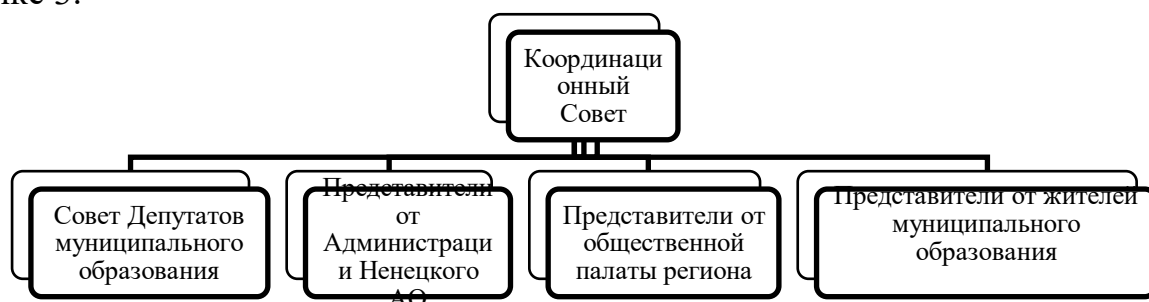 Координаци
онный
Совет
Совет Депутатов
муниципального
образования
Представители
от
Администраци
и Ненецкого
АО
Представители от
общественной
палаты региона
Представители от жителей
муниципального
образования